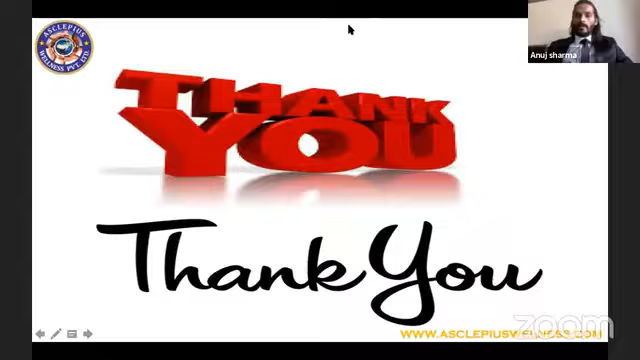 ASCLEPIUS
WELLNESS PVT. LTD.
Anuj sharma
THANK
YOU
Thank You
zoom
WWW.ASCLEPIUSWELLNESS.COM